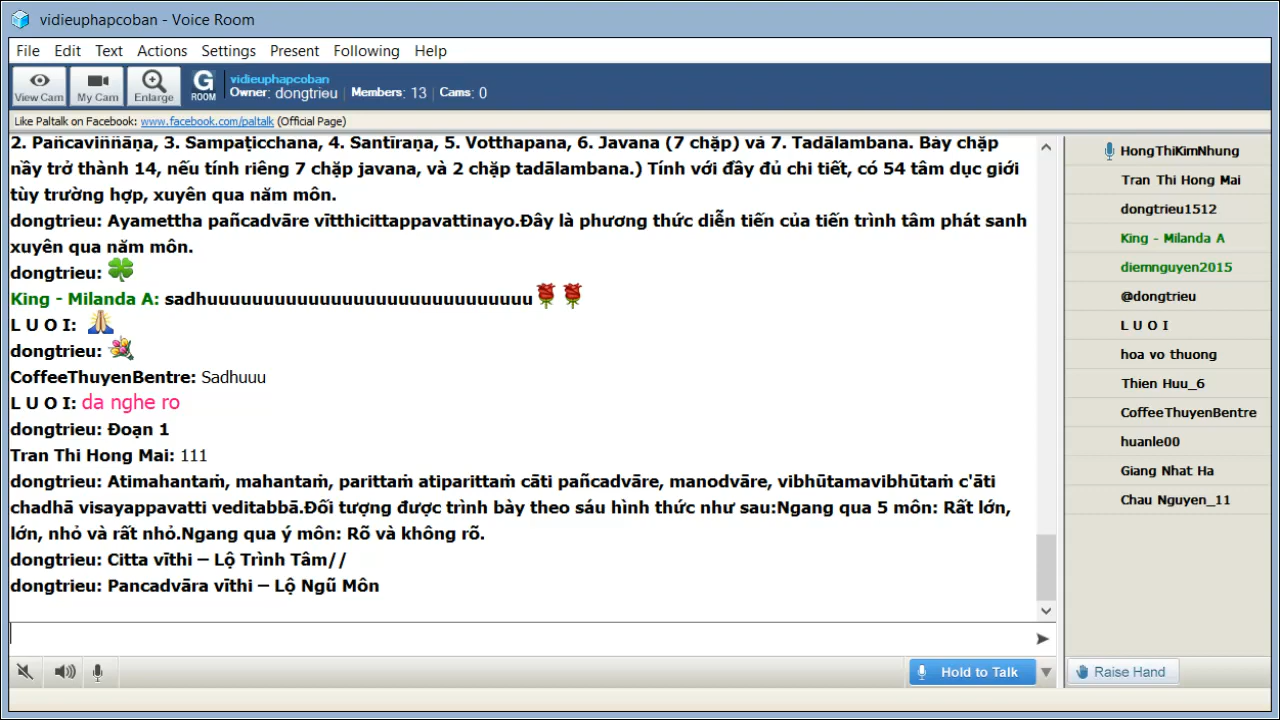 vidieuphapcoban - Voice Room
File Edit Text Actions Settings Present Following Help
View Cam My Cam Enlarge G ROOM vidieuphapcoban
Owner: dongtrieu Members: 13 Cams: 0
Like Paltalk on Facebook: www.facebook.com/paltalk (Official Page)
2. Pañcaviññāṇa, 3. Sampaṭicchana, 4. Santīraṇa, 5. Votthapana, 6. Javana (7 chặp) và 7. Tadālambana. Bảy chặp
nầy trở thành 14, nếu tính riêng 7 chặp javana, và 2 chặp tadālambana.) Tính với đầy đủ chi tiết, có 54 tâm dục giới
tùy trường hợp, xuyên qua năm môn.
dongtrieu: Ayamettha pañcadvāre vītthicittappavattinayo.Đây là phương thức diễn tiến của tiến trình tâm phát sanh
xuyên qua năm môn.
dongtrieu:
King - Milanda A: sadhuuuuuuuuuuuuuuuuuuuuuuuuuuuuu
L U O I:
dongtrieu:
CoffeeThuyenBentre: Sadhuuu
L U O I: da nghe ro
dongtrieu: Đoạn 1
Tran Thi Hong Mai: 111
dongtrieu: Atimahantaṁ, mahantaṁ, parittaṁ atiparittaṁ cāti pañcadvāre, manodvāre, vibhūtamavibhūtaṁ c'āti
chadhā visayappavatti veditabbā.Đối tượng được trình bày theo sáu hình thức như sau:Ngang qua 5 môn: Rất lớn,
lớn, nhỏ và rất nhỏ.Ngang qua ý môn: Rõ và không rõ.
dongtrieu: Citta vīthi – Lộ Trình Tâm//
dongtrieu: Pancadvāra vīthi – Lộ Ngũ Môn
HongThiKimNhung
Tran Thi Hong Mai
dongtrieu1512
King - Milanda A
diemnguyen2015
@dongtrieu
L U O I
hoa vo thuong
Thien Huu_6
CoffeeThuyenBentre
huanle00
Giang Nhat Ha
Chau Nguyen_11
Hold to Talk
Raise Hand